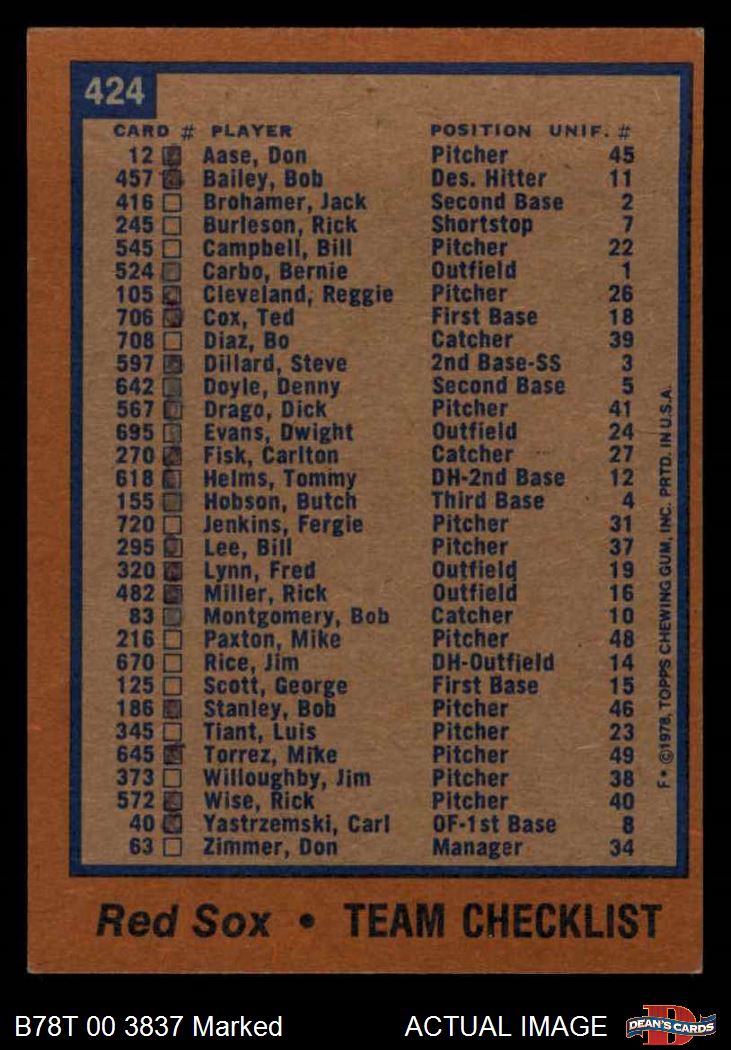 424
CARD # PLAYER POSITION UNIF. #
12 Aase, Don Pitcher 45
457 Bailey, Bob Des. Hitter 11
416 Brohamer, Jack Second Base 2
245 Burleson, Rick Shortstop 7
545 Campbell, Bill Pitcher 22
524 Carbo, Bernie Outfield 1
105 Cleveland, Reggie Pitcher 26
706 Cox, Ted First Base 18
708 Diaz, Bo Catcher 39
597 Dillard, Steve 2nd Base-SS 3
642 Doyle, Denny Second Base 5
567 Drago, Dick Pitcher 41
695 Evans, Dwight Outfield 24
270 Fisk, Carlton Catcher 27
618 Helms, Tommy DH-2nd Base 12
155 Hobson, Butch Third Base 4
720 Jenkins, Fergie Pitcher 31
295 Lee, Bill Pitcher 37
320 Lynn, Fred Outfield 19
482 Miller, Rick Outfield 16
83 Montgomery, Bob Catcher 10
216 Paxton, Mike Pitcher 48
670 Rice, Jim DH-Outfield 14
125 Scott, George First Base 15
186 Stanley, Bob Pitcher 46
345 Tiant, Luis Pitcher 23
645 Torrez, Mike Pitcher 49
373 Willoughby, Jim Pitcher 38
572 Wise, Rick Pitcher 40
40 Yastrzemski, Carl OF-1st Base 8
63 Zimmer, Don Manager 34
F* ©1978, TOPPS CHEWING GUM, INC. PRTD. IN U.S.A.
Red Sox • TEAM CHECKLIST
B78T 00 3837 Marked ACTUAL IMAGE
D
DEAN'S CARDS